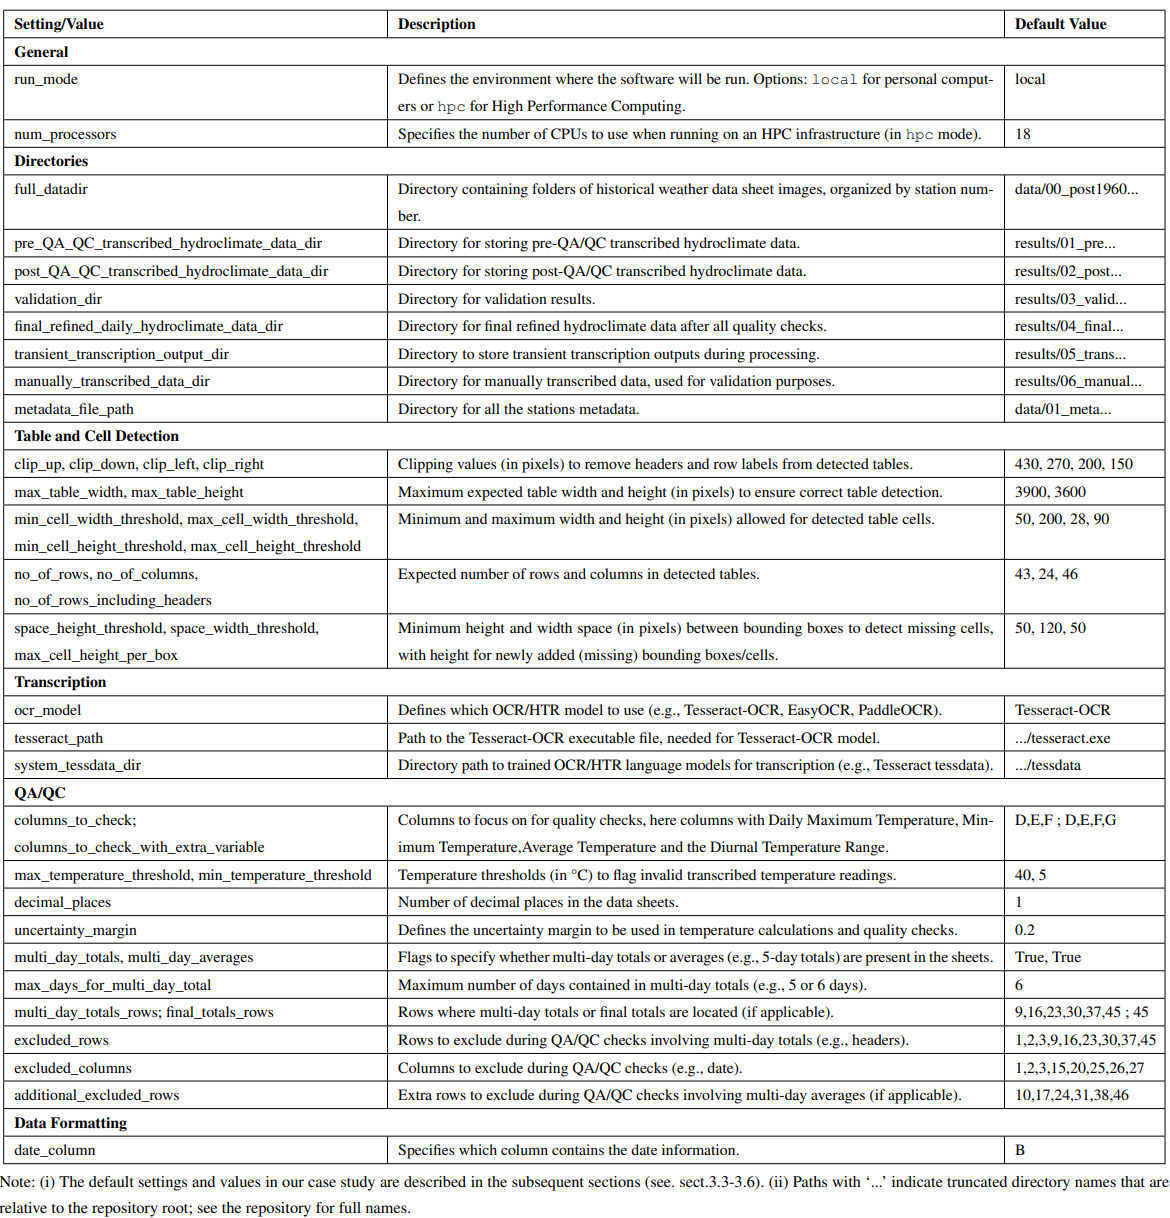 Setting/Value Description Default Value
General
run_mode Defines the environment where the software will be run. Options: local for personal comput- local
ers or hpc for High Performance Computing.
num_processors Specifies the number of CPUs to use when running on an HPC infrastructure (in hpc mode). 18
Directories
full_datadir Directory containing folders of historical weather data sheet images, organized by station num- data/00_post1960...
ber.
pre_QA_QC_transcribed_hydroclimate_data_dir Directory for storing pre-QA/QC transcribed hydroclimate data. results/01_pre...
post_QA_QC_transcribed_hydroclimate_data_dir Directory for storing post-QA/QC transcribed hydroclimate data. results/02_post...
validation_dir Directory for validation results. results/03_valid...
final_refined_daily_hydroclimate_data_dir Directory for final refined hydroclimate data after all quality checks. results/04_final...
transient_transcription_output_dir Directory to store transient transcription outputs during processing. results/05_trans...
manually_transcribed_data_dir Directory for manually transcribed data, used for validation purposes. results/06_manual...
metadata_file_path Directory for all the stations metadata. data/01_meta...
Table and Cell Detection
clip_up, clip_down, clip_left, clip_right Clipping values (in pixels) to remove headers and row labels from detected tables. 430, 270, 200, 150
max_table_width, max_table_height Maximum expected table width and height (in pixels) to ensure correct table detection. 3900, 3600
min_cell_width_threshold, max_cell_width_threshold, Minimum and maximum width and height (in pixels) allowed for detected table cells. 50, 200, 28, 90
min_cell_height_threshold, max_cell_height_threshold
no_of_rows, no_of_columns, Expected number of rows and columns in detected tables. 43, 24, 46
no_of_rows_including_headers
space_height_threshold, space_width_threshold, Minimum height and width space (in pixels) between bounding boxes to detect missing cells, 50, 120, 50
max_cell_height_per_box with height for newly added (missing) bounding boxes/cells.
Transcription
ocr_model Defines which OCR/HTR model to use (e.g., Tesseract-OCR, EasyOCR, PaddleOCR). Tesseract-OCR
tesseract_path Path to the Tesseract-OCR executable file, needed for Tesseract-OCR model. .../tesseract.exe
system_tessdata_dir Directory path to trained OCR/HTR language models for transcription (e.g., Tesseract tessdata). .../tessdata
QA/QC
columns_to_check; Columns to focus on for quality checks, here columns with Daily Maximum Temperature, Min- D,E,F ; D,E,F,G
columns_to_check_with_extra_variable imum Temperature,Average Temperature and the Diurnal Temperature Range.
max_temperature_threshold, min_temperature_threshold Temperature thresholds (in °C) to flag invalid transcribed temperature readings. 40, 5
decimal_places Number of decimal places in the data sheets. 1
uncertainty_margin Defines the uncertainty margin to be used in temperature calculations and quality checks. 0.2
multi_day_totals, multi_day_averages Flags to specify whether multi-day totals or averages (e.g., 5-day totals) are present in the sheets. True, True
max_days_for_multi_day_total Maximum number of days contained in multi-day totals (e.g., 5 or 6 days). 6
multi_day_totals_rows; final_totals_rows Rows where multi-day totals or final totals are located (if applicable). 9,16,23,30,37,45 ; 45
excluded_rows Rows to exclude during QA/QC checks involving multi-day totals (e.g., headers). 1,2,3,9,16,23,30,37,45
excluded_columns Columns to exclude during QA/QC checks (e.g., date). 1,2,3,15,20,25,26,27
additional_excluded_rows Extra rows to exclude during QA/QC checks involving multi-day averages (if applicable). 10,17,24,31,38,46
Data Formatting
date_column Specifies which column contains the date information. B
Note: (i) The default settings and values in our case study are described in the subsequent sections (see. sect.3.3-3.6). (ii) Paths with ‘...’ indicate truncated directory names that are
relative to the repository root; see the repository for full names.